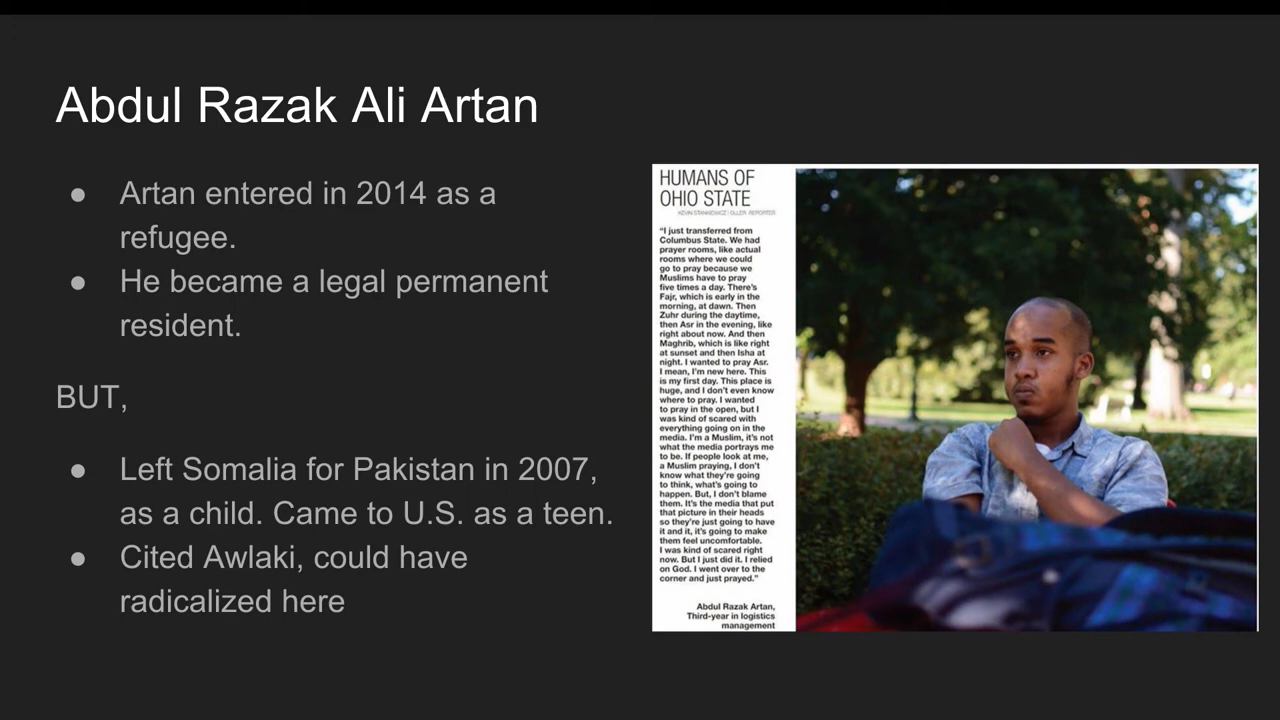 Abdul Razak Ali Artan
● Artan entered in 2014 as a
refugee.
● He became a legal permanent
resident.
BUT,
● Left Somalia for Pakistan in 2007,
as a child. Came to U.S. as a teen.
● Cited Awlaki, could have
radicalized here
HUMANS OF
OHIO STATE
KEVIN STANKIEWICZ | OLLER REPORTER
“I just transferred from
Columbus State. We had
prayer rooms, like actual
rooms where we could
go to pray because we
Muslims have to pray
five times a day. There’s
Fajr, which is early in the
morning, at dawn. Then
Zuhr during the daytime,
then Asr in the evening, like
right about now. And then
Maghrib, which is like right
at sunset and then Isha at
night. I wanted to pray Asr.
I mean, I’m new here. This
is my first day. This place is
huge, and I don’t even know
where to pray. I wanted
to pray in the open, but I
was kind of scared with
everything going on in the
media. I’m a Muslim, it’s not
what the media portrays me
to be. If people look at me,
a Muslim praying, I don’t
know what they’re going
to think, what’s going to
happen. But, I don’t blame
them. It’s the media that put
that picture in their heads
so they’re just going to have
it and it, it’s going to make
them feel uncomfortable.
I was kind of scared right
now. But I just did it. I relied
on God. I went over to the
corner and just prayed.”
Abdul Razak Artan,
Third-year in logistics
management